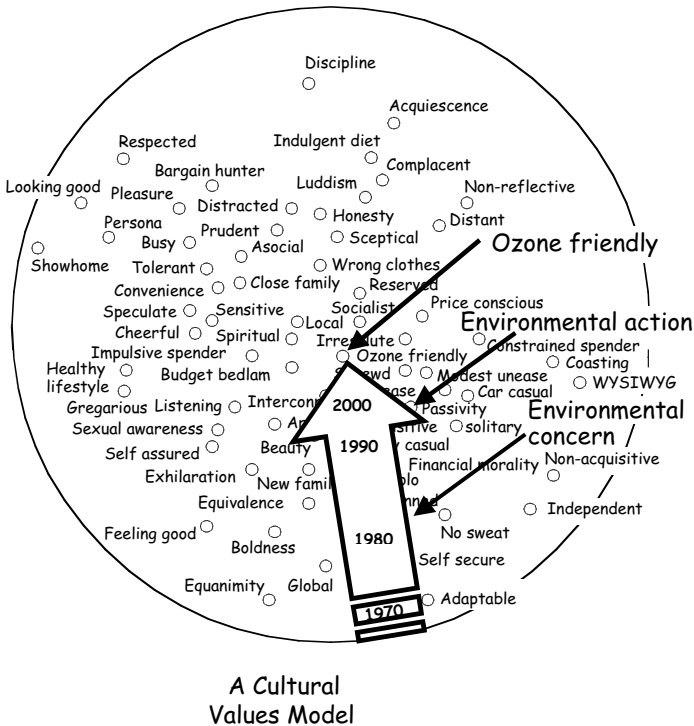 Discipline
Acquiescence
Respected
Indulgent diet
Bargain hunter
Complacent
Looking good
Pleasure
Luddism
Non-reflective
Distracted
Honesty
Distant
Persona
Prudent
Busy
Asocial
Sceptical
Ozone friendly
Showhome
Tolerant
Wrong clothes
Convenience
Close family
Reserved
Speculate
Sensitive
Local
Socialist
Price conscious
Environmental action
Cheerful
Spiritual
Constrained spender
Impulsive spender
Ozone friendly
Coasting
Healthy
lifestyle
Budget bedlam
Modest unease
WYSIWYG
Car casual
Gregarious
Listening
2000
Passivity
Environmental
concern
Sexual awareness
solitary
Self assured
Beauty
1990
casual
Exhilaration
New famil
Financial morality
Non-acquisitive
Equivalence
Independent
Feeling good
Boldness
1980
No sweat
Self secure
Equanimity
Global
1970
Adaptable
A Cultural
Values Model